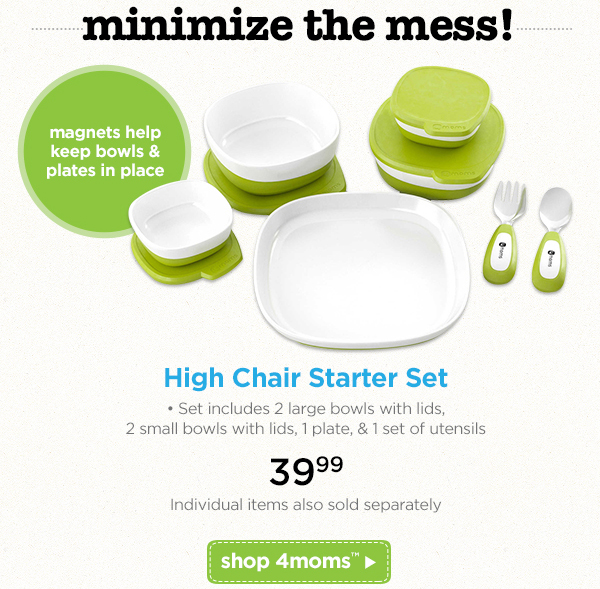 minimize the mess!
magnets help
keep bowls &
plates in place
High Chair Starter Set
• Set includes 2 large bowls with lids,
2 small bowls with lids, 1 plate, & 1 set of utensils
39⁹⁹
Individual items also sold separately
shop 4moms™ ▶